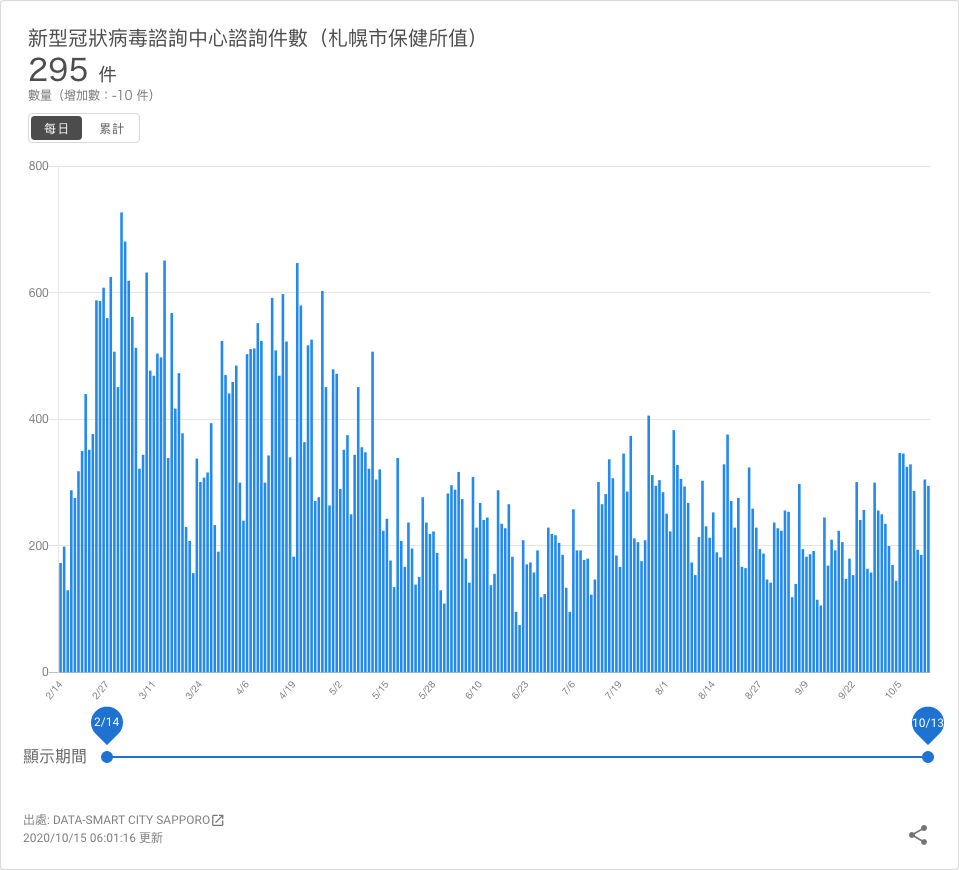 新型冠狀病毒諮詢中心諮詢件數（札幌市保健所值）
295 件
數量（增加數：-10 件）
每日 累計
800
600
400
200
0
2/14 2/27 3/11 3/24 4/6 4/19 5/2 5/15 5/28 6/10 6/23 7/6 7/19 8/1 8/14 8/27 9/9 9/22 10/5
2/14 10/13
顯示期間
出處: DATA-SMART CITY SAPPORO
2020/10/15 06:01:16 更新